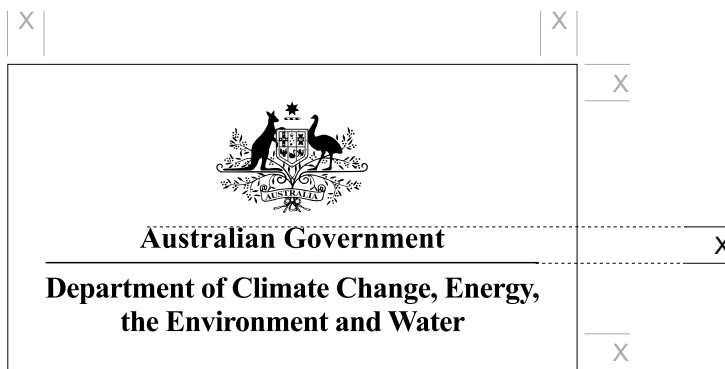 X X
X
AUSTRALIA
Australian Government
X
Department of Climate Change, Energy,
the Environment and Water
X